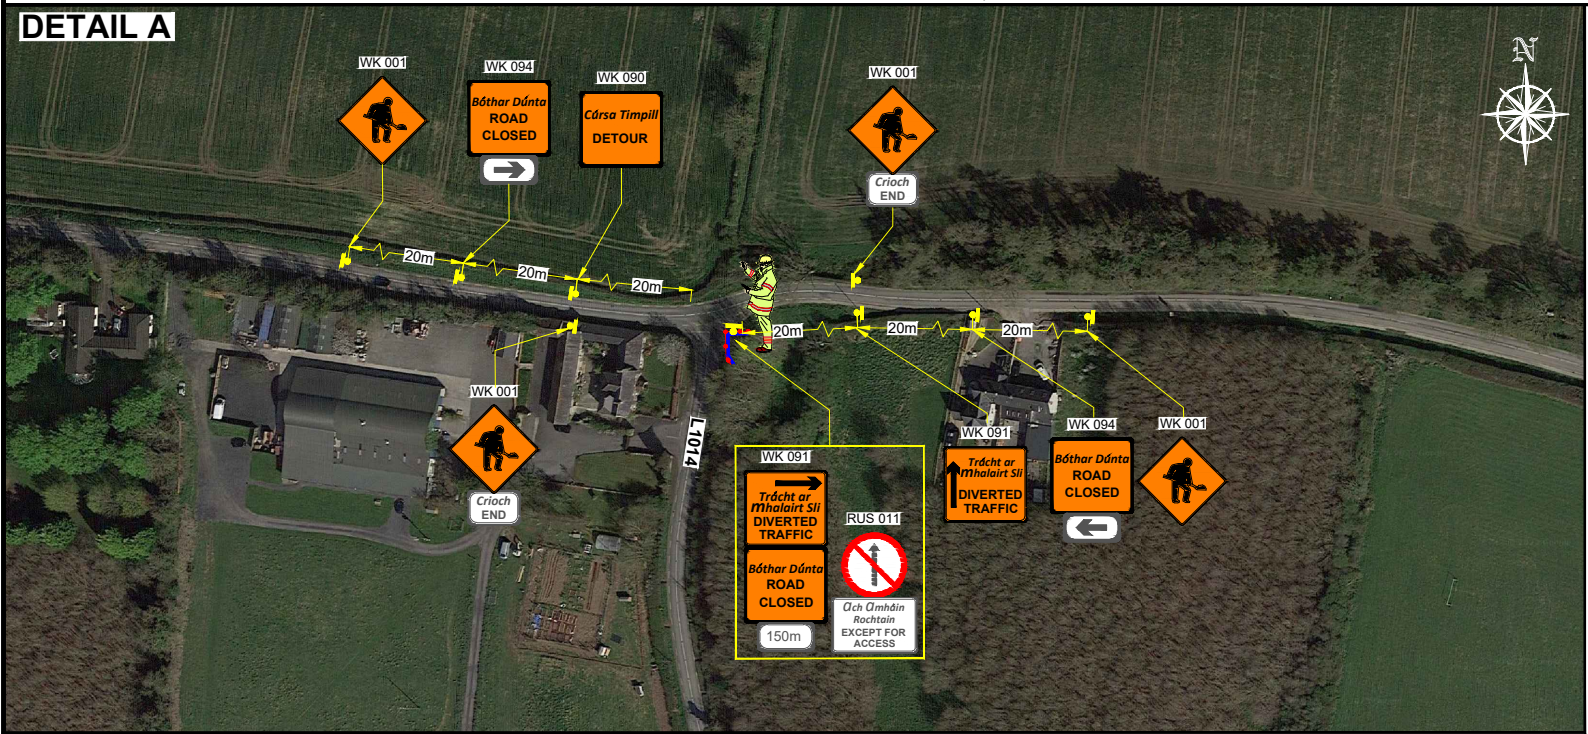 DETAIL A
N
WK 001
WK 094
Bóthar Dúnta
ROAD
CLOSED
WK 090
Cúrsa Timpill
DETOUR
WK 001
Crioch
END
20m
20m
20m
20m
20m
20m
WK 001
Crioch
END
L1014
WK 091
Trácht ar
mhalairt Slí
DIVERTED
TRAFFIC
Bóthar Dúnta
ROAD
CLOSED
150m
RUS 011
Ach Amháin
Rochtain
EXCEPT FOR
ACCESS
WK 091
Trácht ar
mhalairt Slí
DIVERTED
TRAFFIC
WK 094
Bóthar Dúnta
ROAD
CLOSED
WK 001